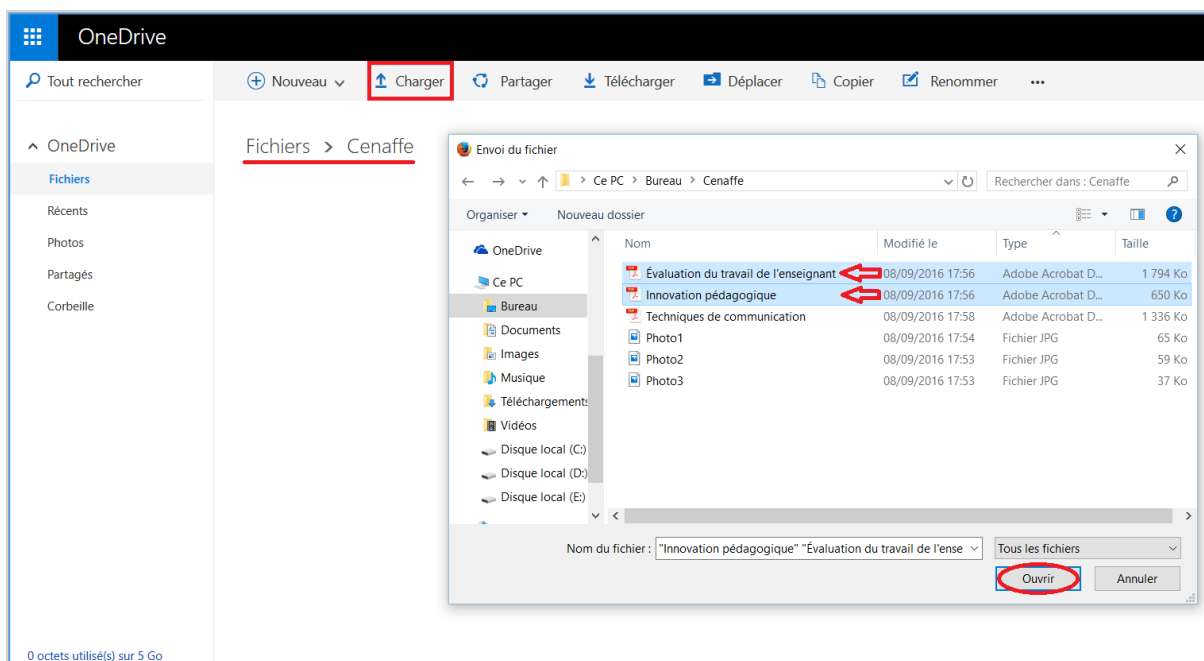 OneDrive
Tout rechercher
Nouveau
Charger
Partager
Télécharger
Déplacer
Copier
Renommer
...
OneDrive
Fichiers
Récents
Photos
Partagés
Corbeille
0 octets utilisé(s) sur 5 Go
Fichiers > Cenaffe
Envoi du fichier
Ce PC > Bureau > Cenaffe
Rechercher dans : Cenaffe
Organiser
Nouveau dossier
OneDrive
Ce PC
Bureau
Documents
Images
Musique
Téléchargements
Vidéos
Disque local (C:)
Disque local (D:)
Disque local (E:)
Nom Modifié le Type Taille
Évaluation du travail de l'enseignant 08/09/2016 17:56 Adobe Acrobat D... 1 794 Ko
Innovation pédagogique 08/09/2016 17:56 Adobe Acrobat D... 650 Ko
Techniques de communication 08/09/2016 17:58 Adobe Acrobat D... 1 336 Ko
Photo1 08/09/2016 17:54 Fichier JPG 65 Ko
Photo2 08/09/2016 17:53 Fichier JPG 59 Ko
Photo3 08/09/2016 17:53 Fichier JPG 37 Ko
Nom du fichier : "Innovation pédagogique" "Évaluation du travail de l'ense
Tous les fichiers
Ouvrir
Annuler